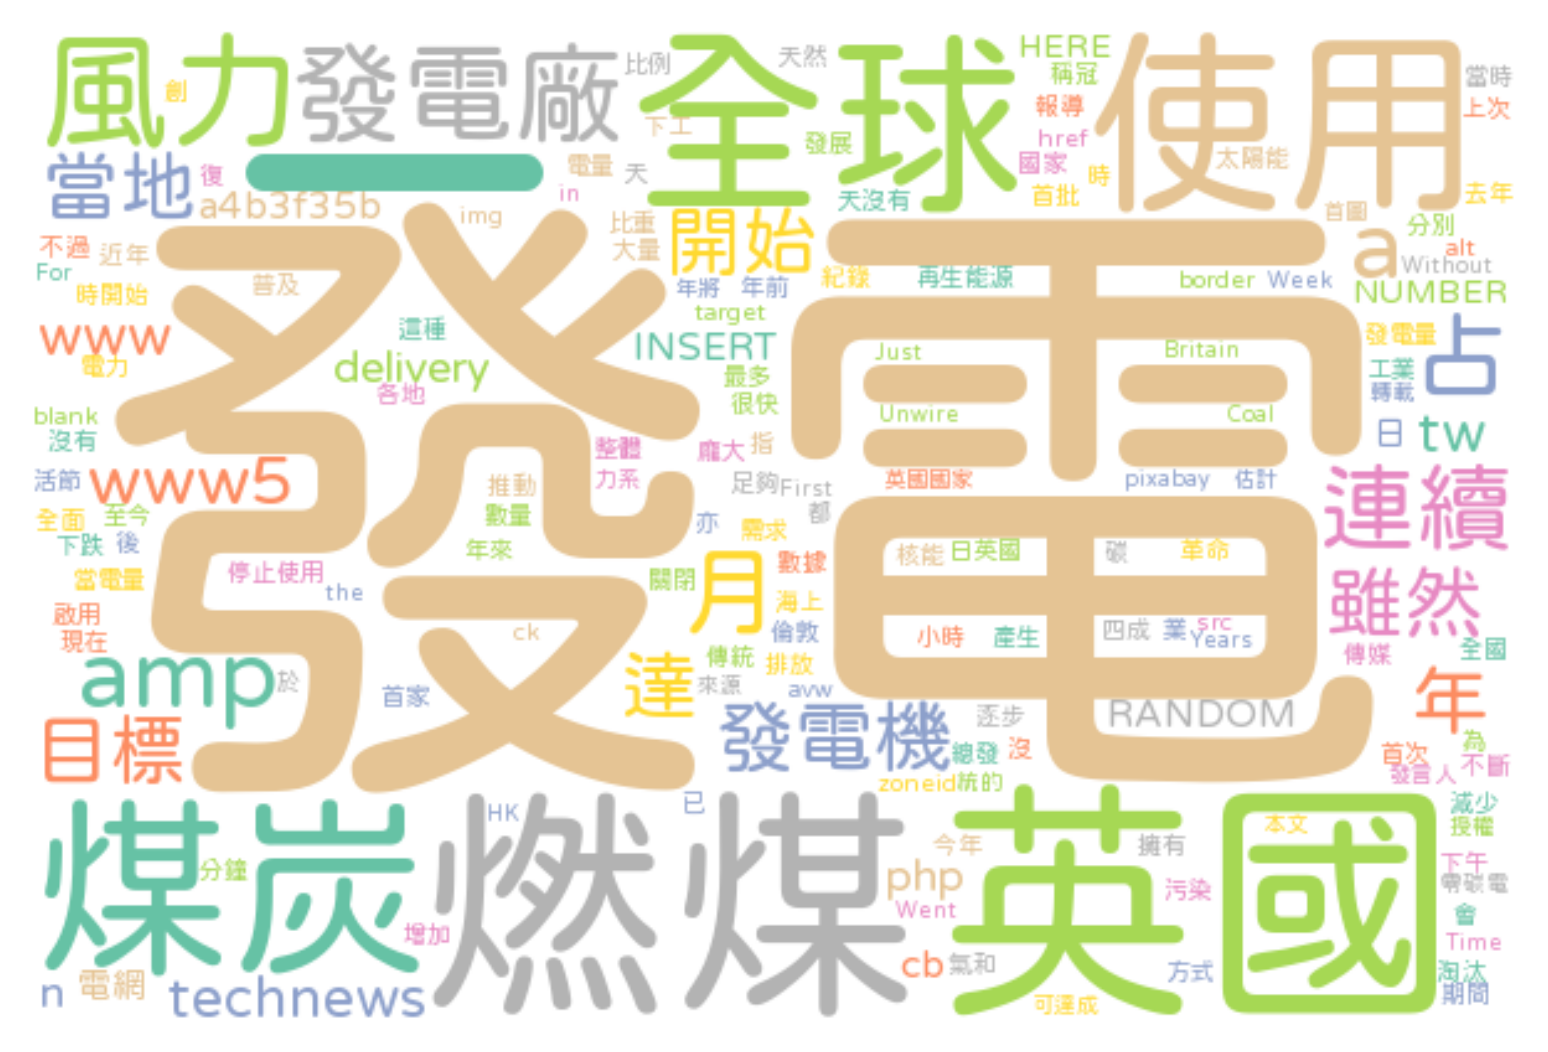 風力 發電廠 比例 全球 天然 HERE 使用 當時
創 下工 發展 稱冠 報導 上次
當地 復 一 電量 天 href 國家 時 太陽能 去年
a4b3f35b in 天沒有 首批 首圖
不過 近年 img 比重 大量 開始 a 分別 alt
For 普及 紀錄 再生能源 border Week Without
時開始 年將 年前 NUMBER
www 這種 target 發電量 占
電力 delivery INSERT Just Britain 工業
各地 最多 轉載
blank 很快 Unwire Coal 日 tw
沒有 整體 龐大 指
發電
活節 www5 推動 力系 足夠 First 英國國家 pixabay 估計 連續
全面 至今 數量 亦 需求 都
下跌 後 年來 月 數據 核能 日英國 碳 革命
當電量 停止使用 the 關閉 海上 雖然
啟用 ck 倫敦 小時 產生 四成 業 src Years
現在 傳統 排放 傳媒 全國
amp 於 首家 達 來源 avw 年
目標 發電機 逐步 RANDOM
總發 沒 首次 為
zoneid 統的 發言人 不斷
煤炭 HK 燃煤 已 英國 本文 減少
授權
分鐘 今年 擁有 下午
php 污染 零碳電
增加 Went 會
Time
n 電網 cb 氣和 方式 淘汰
technews 可達成 期間